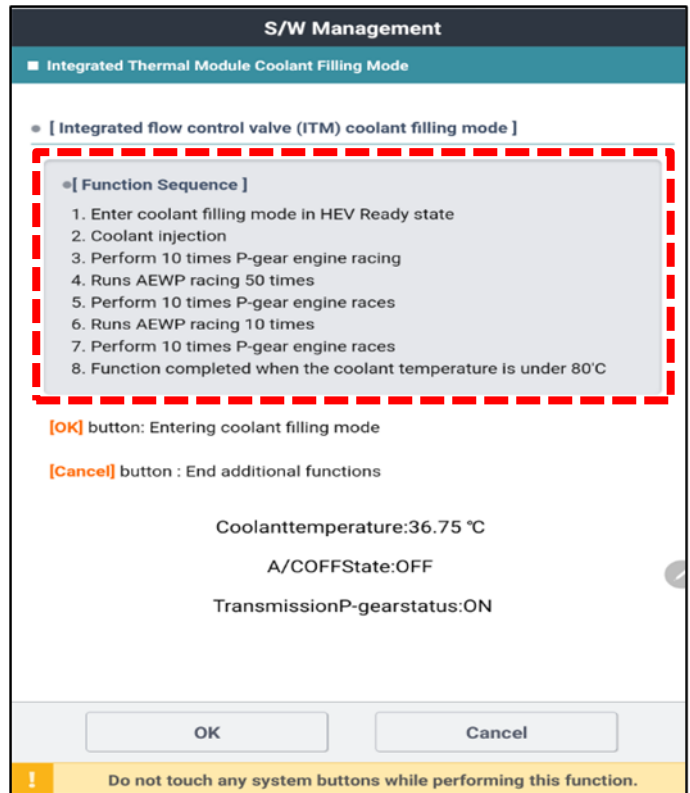 S/W Management
Integrated Thermal Module Coolant Filling Mode
[ Integrated flow control valve (ITM) coolant filling mode ]
[ Function Sequence ]
1. Enter coolant filling mode in HEV Ready state
2. Coolant injection
3. Perform 10 times P-gear engine racing
4. Runs AEWP racing 50 times
5. Perform 10 times P-gear engine races
6. Runs AEWP racing 10 times
7. Perform 10 times P-gear engine races
8. Function completed when the coolant temperature is under 80'C
[OK] button: Entering coolant filling mode
[Cancel] button : End additional functions
Coolanttemperature:36.75 ℃
A/COFFState:OFF
TransmissionP-gearstatus:ON
OK
Cancel
! Do not touch any system buttons while performing this function.